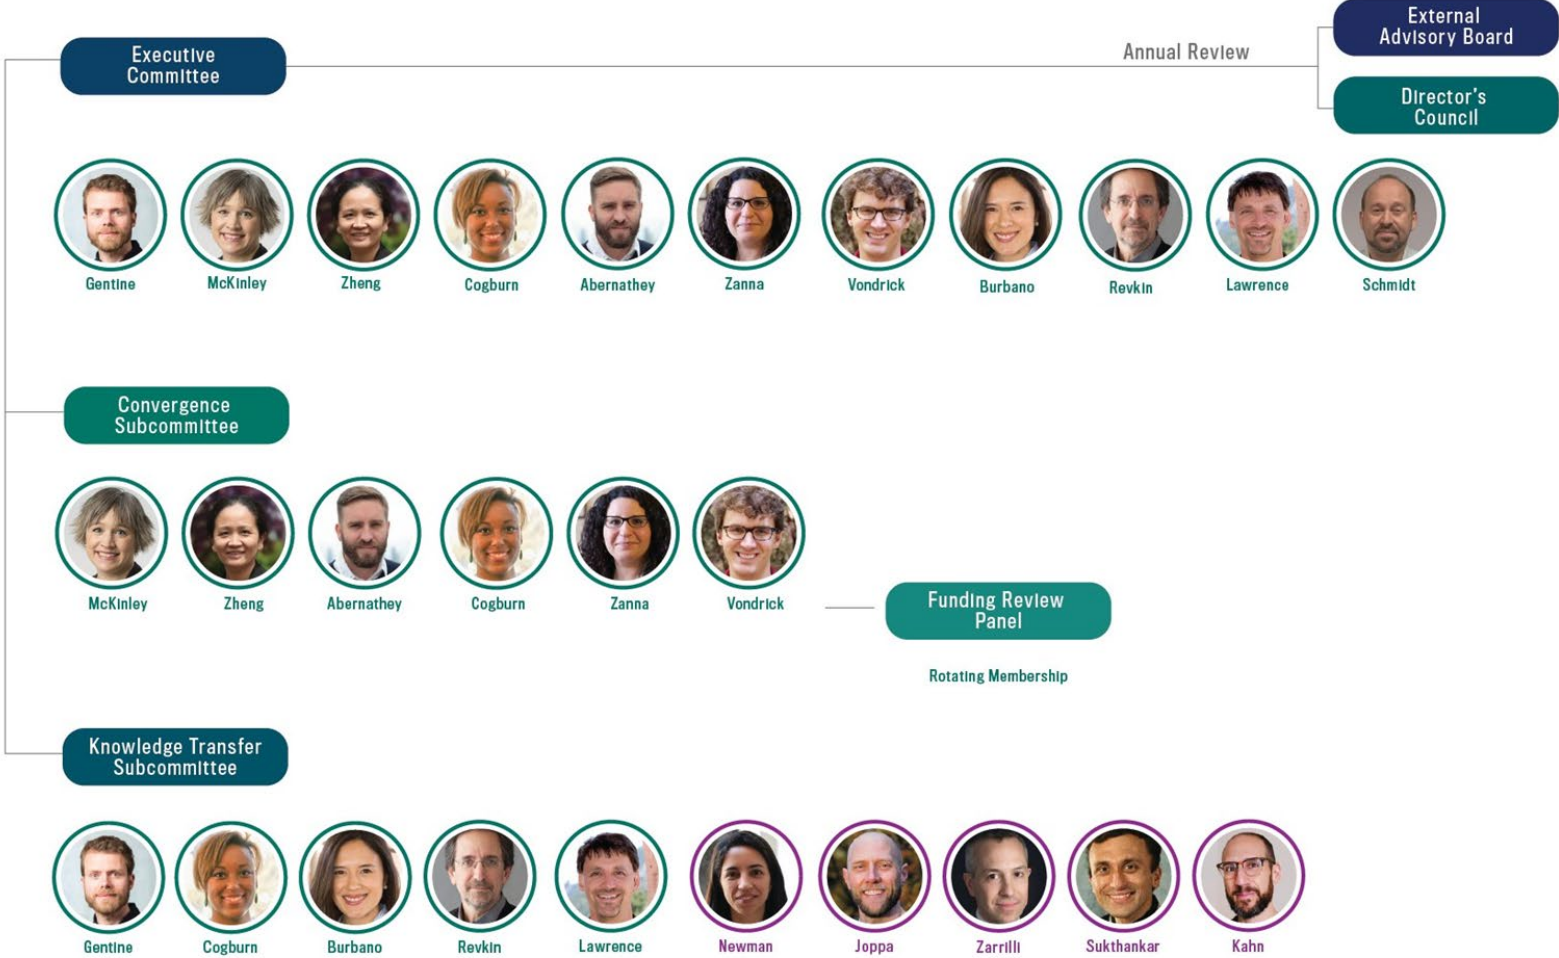 External
Advisory Board
Executive
Committee
Annual Review
Director's
Council
Gentine McKinley Zheng Cogburn Abernathey Zanna Vondrick Burbano Revkin Lawrence Schmidt
Convergence
Subcommittee
McKinley Zheng Abernathey Cogburn Zanna Vondrick
Funding Review
Panel
Rotating Membership
Knowledge Transfer
Subcommittee
Gentine Cogburn Burbano Revkin Lawrence Newman Joppa Zarrilli Sukthankar Kahn